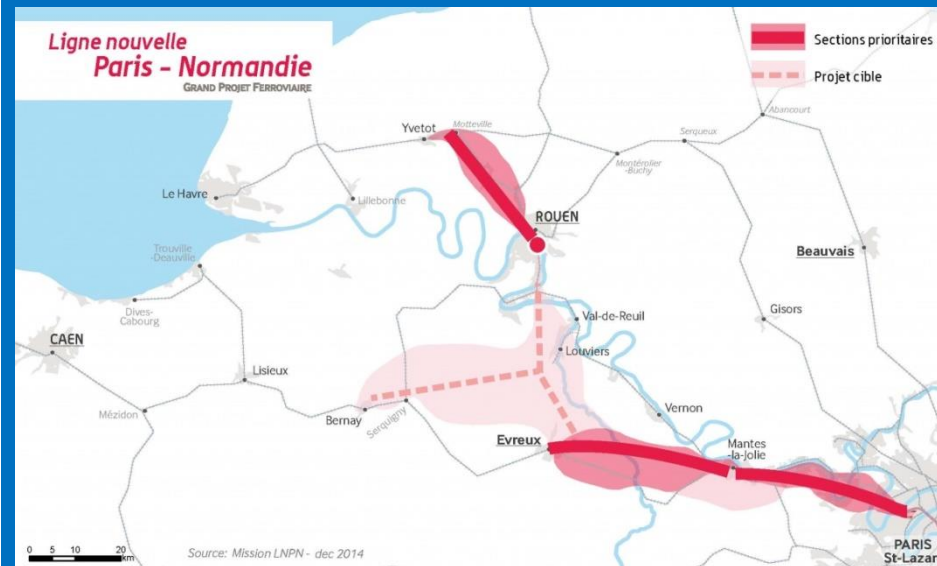 Ligne nouvelle
Paris - Normandie
GRAND PROJET FERROVIAIRE
Sections prioritaires
Projet cible
Abancourt
Yvetot
Motteville
Serqueux
Montérolier
-Buchy
Le Havre
Lillebonne
ROUEN
Beauvais
Trouville
-Deauville
Dives-
Cabourg
Val-de-Reuil
Gisors
CAEN
Louviers
Lisieux
Mézidon
Bernay
Serquigny
Vernon
Evreux
Mantes
-la-Jolie
PARIS
St-Lazar
0 5 10 20
km
Source: Mission LNPN - dec 2014